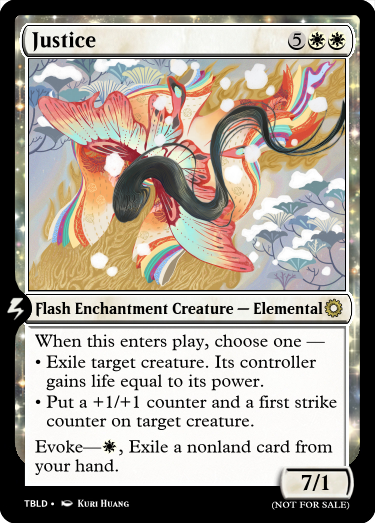 Justice 5
Flash Enchantment Creature — Elemental
When this enters play, choose one —
• Exile target creature. Its controller
gains life equal to its power.
• Put a +1/+1 counter and a first strike
counter on target creature.
Evoke—, Exile a nonland card from
your hand.
7/1
TBLD • Kuri Huang
(NOT FOR SALE)